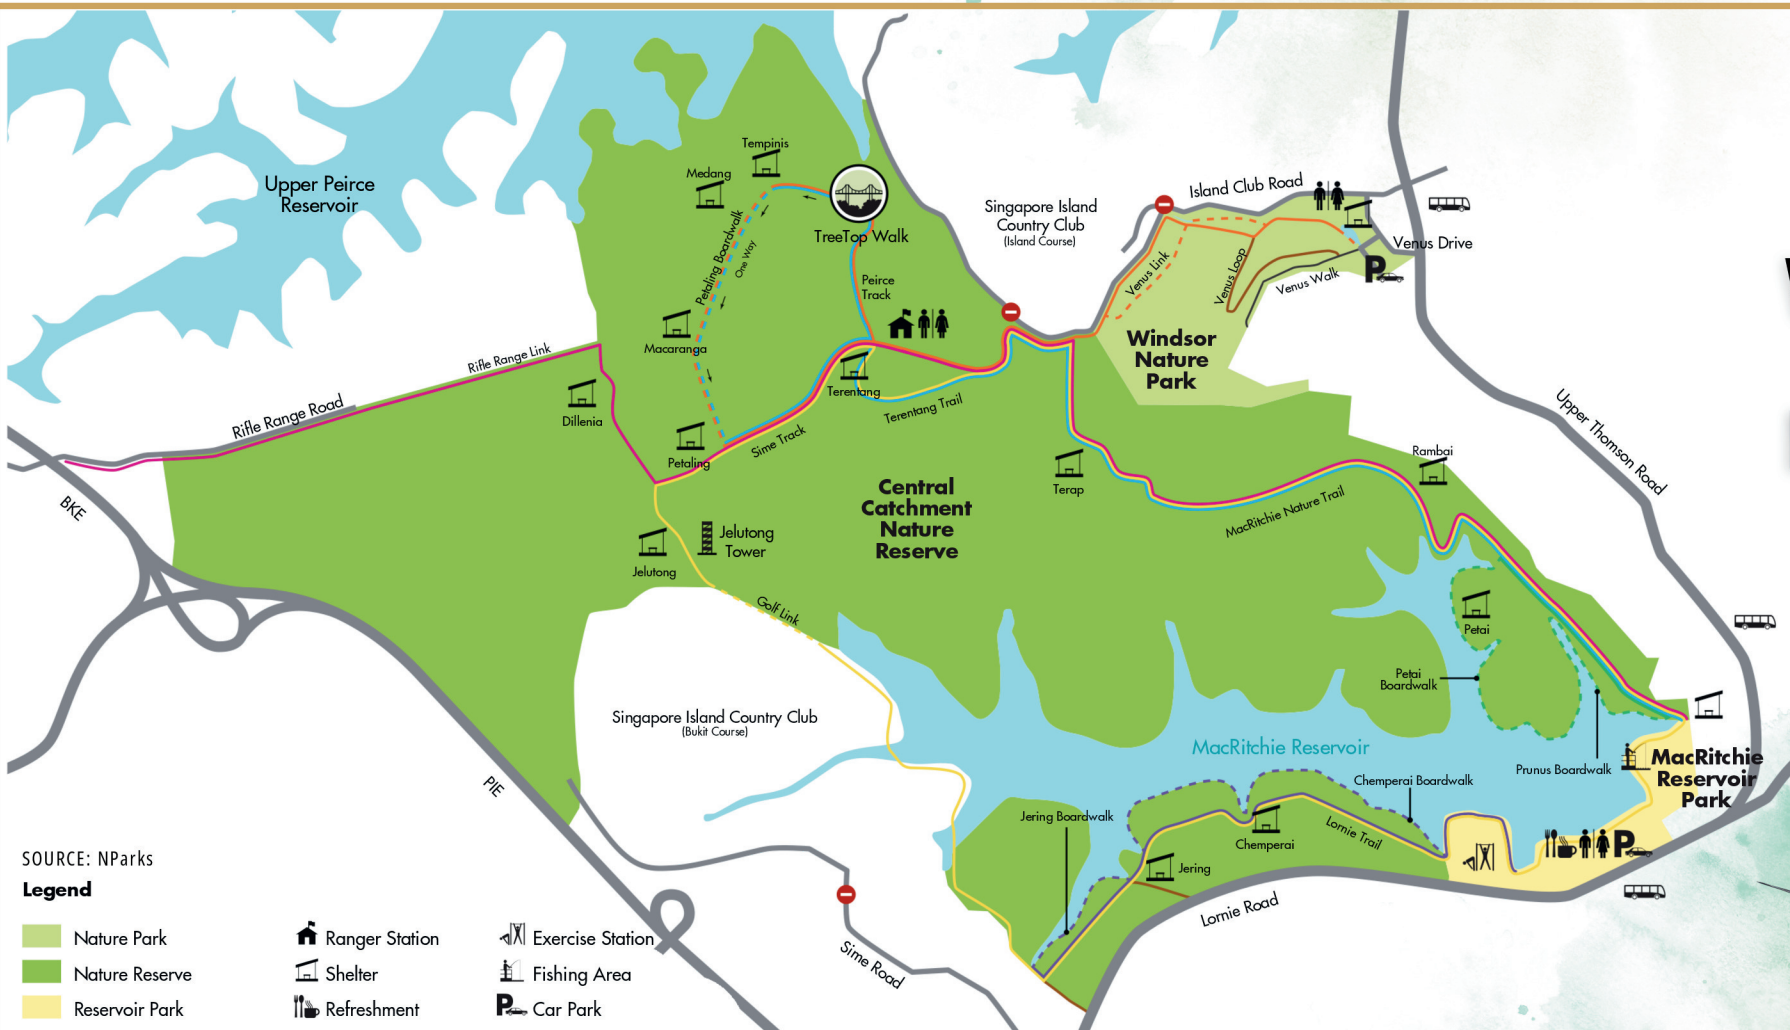 Upper Peirce
Reservoir
Tempinis
Medang
TreeTop Walk
Petaling Boardwalk
One Way
Peirce
Track
Macaranga
Singapore Island
Country Club
(Island Course)
Island Club Road
Venus Drive
P
Venus Link
Venus Loop
Venus Walk
Windsor
Nature
Park
Rifle Range Link
Rifle Range Road
Dillenia
Terentang
Terentang Trail
Sime Track
Petaling
BKE
Central
Catchment
Nature
Reserve
Terap
Rambai
MacRitchie Nature Trail
Upper Thomson Road
Jelutong
Tower
Jelutong
Golf Link
Petai
Petai
Boardwalk
Singapore Island Country Club
(Bukit Course)
MacRitchie Reservoir
Prunus Boardwalk
MacRitchie
Reservoir
Park
PIE
Chemperai Boardwalk
Jering Boardwalk
Chemperai
Lornie Trail
Jering
P
Lornie Road
Sime Road
SOURCE: NParks
Legend
Nature Park
Nature Reserve
Reservoir Park
Ranger Station
Shelter
Refreshment
Exercise Station
Fishing Area
P Car Park